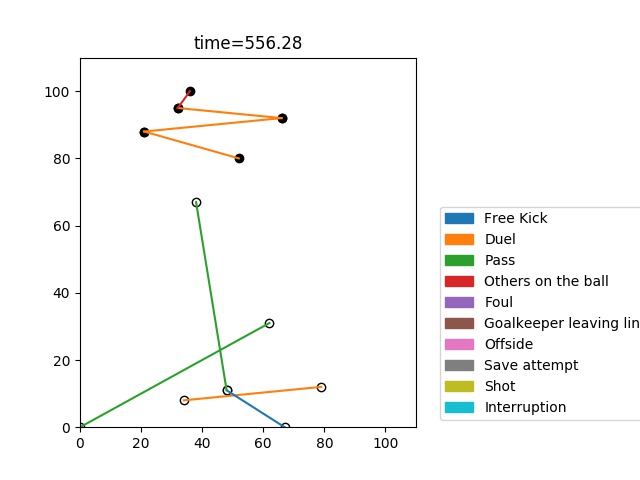 time=556.28
100
80
60
40
20
0
0 20 40 60 80 100
Free Kick
Duel
Pass
Others on the ball
Foul
Goalkeeper leaving lin
Offside
Save attempt
Shot
Interruption